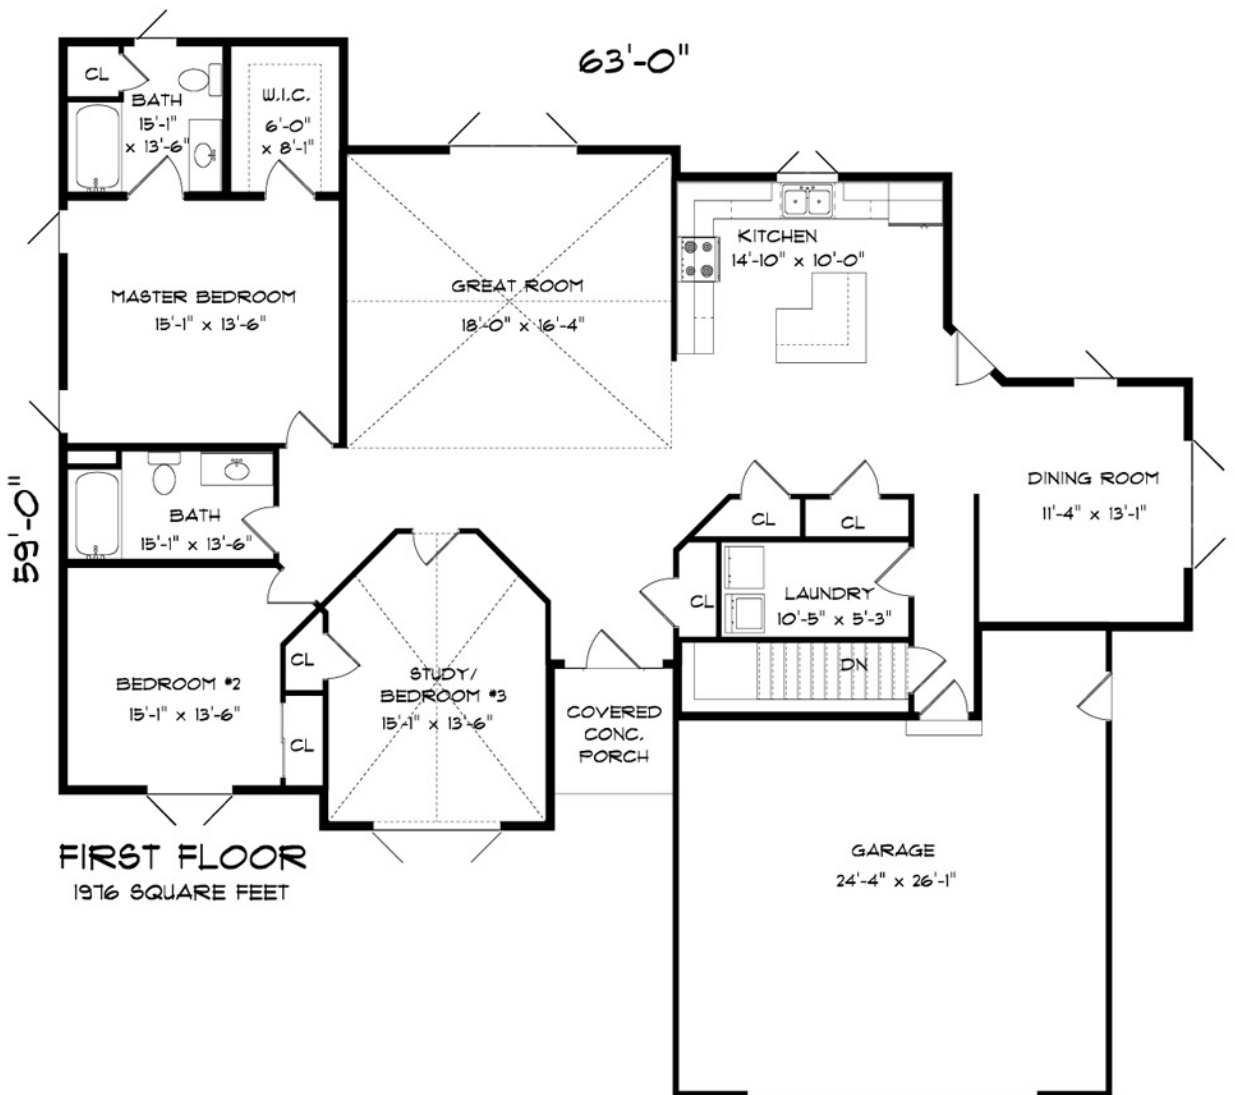 63'-0"
CL
BATH
15'-1"
x 13'-6"
W.I.C.
6'-0"
x 8'-1"
KITCHEN
14'-10" x 10'-0"
MASTER BEDROOM
15'-1" x 13'-6"
GREAT ROOM
18'-0" x 16'-4"
59'-0"
BATH
15'-1" x 13'-6"
CL
CL
DINING ROOM
11'-4" x 13'-1"
CL
LAUNDRY
10'-5" x 5'-3"
DN
CL
BEDROOM #2
15'-1" x 13'-6"
CL
STUDY/
BEDROOM #3
15'-1" x 13'-6"
COVERED
CONC.
PORCH
FIRST FLOOR
1976 SQUARE FEET
GARAGE
24'-4" x 26'-1"